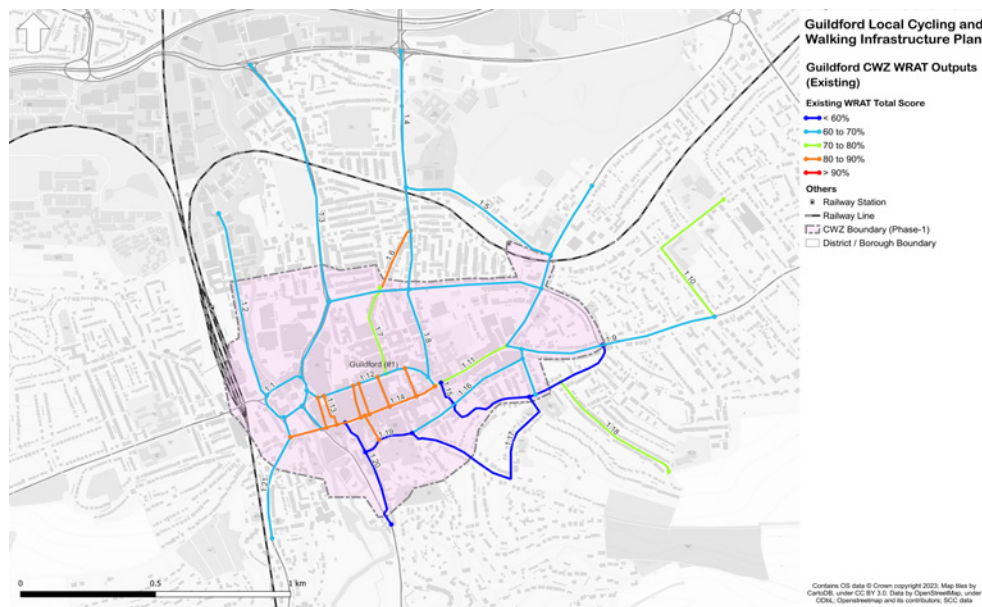 Guildford Local Cycling and
Walking Infrastructure Plan
Guildford CWZ WRAT Outputs
(Existing)
Existing WRAT Total Score
< 60%
60 to 70%
70 to 80%
80 to 90%
> 90%
Others
Railway Station
Railway Line
CWZ Boundary (Phase-1)
District / Borough Boundary
1.4
1.3
1.5
1.6
1.2
1.10
1.7
1.8
1.9
1.11
Guildford (#1)
1.12
1.1
1.15
1.16
1.13
1.14
1.18
1.19
1.17
1.20
1.21
0
0.5
1 km
Contains OS data © Crown copyright 2023; Map tiles by
CartoDB, under CC BY 3.0. Data by OpenStreetMap, under
ODbL; Openstreetmap and its contributors; SCC data